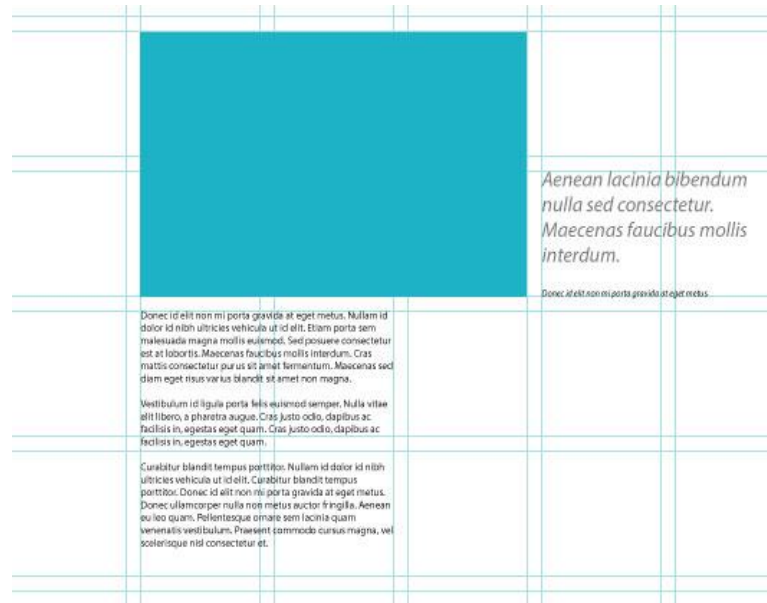 Aenean lacinia bibendum
nulla sed consectetur.
Maecenas faucibus mollis
interdum.
Donec id elit non mi porta gravida at eget metus
Donec id elit non mi porta gravida at eget metus. Nullam id
dolor id nibh ultricies vehicula ut id elit. Etiam porta sem
malesuada magna mollis euismod. Sed posuere consectetur
est at lobortis. Maecenas faucibus mollis interdum. Cras
mattis consectetur purus sit amet fermentum. Maecenas sed
diam eget risus varius blandit sit amet non magna.
Vestibulum id ligula porta felis euismod semper. Nulla vitae
elit libero, a pharetra augue. Cras justo odio, dapibus ac
facilisis in, egestas eget quam. Cras justo odio, dapibus ac
facilisis in, egestas eget quam.
Curabitur blandit tempus porttitor. Nullam id dolor id nibh
ultricies vehicula ut id elit. Curabitur blandit tempus
porttitor. Donec id elit non mi porta gravida at eget metus.
Donec ullamcorper nulla non metus auctor fringilla. Aenean
eu leo quam. Pellentesque ornare sem lacinia quam
venenatis vestibulum. Praesent commodo cursus magna, vel
scelerisque nisl consectetur et.